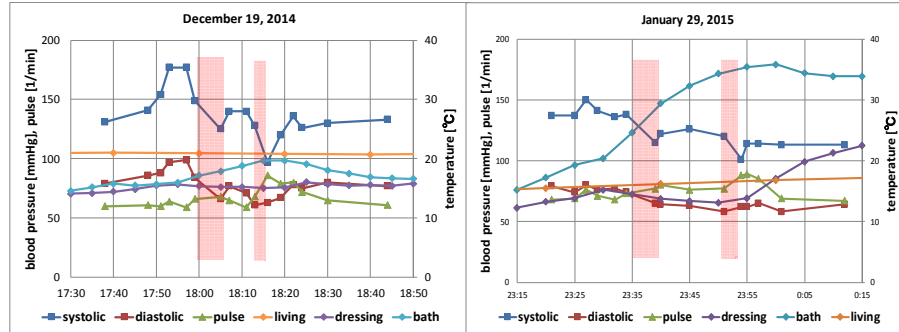 December 19, 2014
blood pressure [mmHg], pulse [1/min]
200
150
100
50
0
40
30
20
10
0
temperature [℃]
17:30 17:40 17:50 18:00 18:10 18:20 18:30 18:40 18:50
systolic diastolic pulse living dressing bath
January 29, 2015
blood pressure [mmHg], pulse [1/min]
200
150
100
50
0
40
30
20
10
0
temperature [℃]
23:15 23:25 23:35 23:45 23:55 0:05 0:15
systolic diastolic pulse dressing bath living